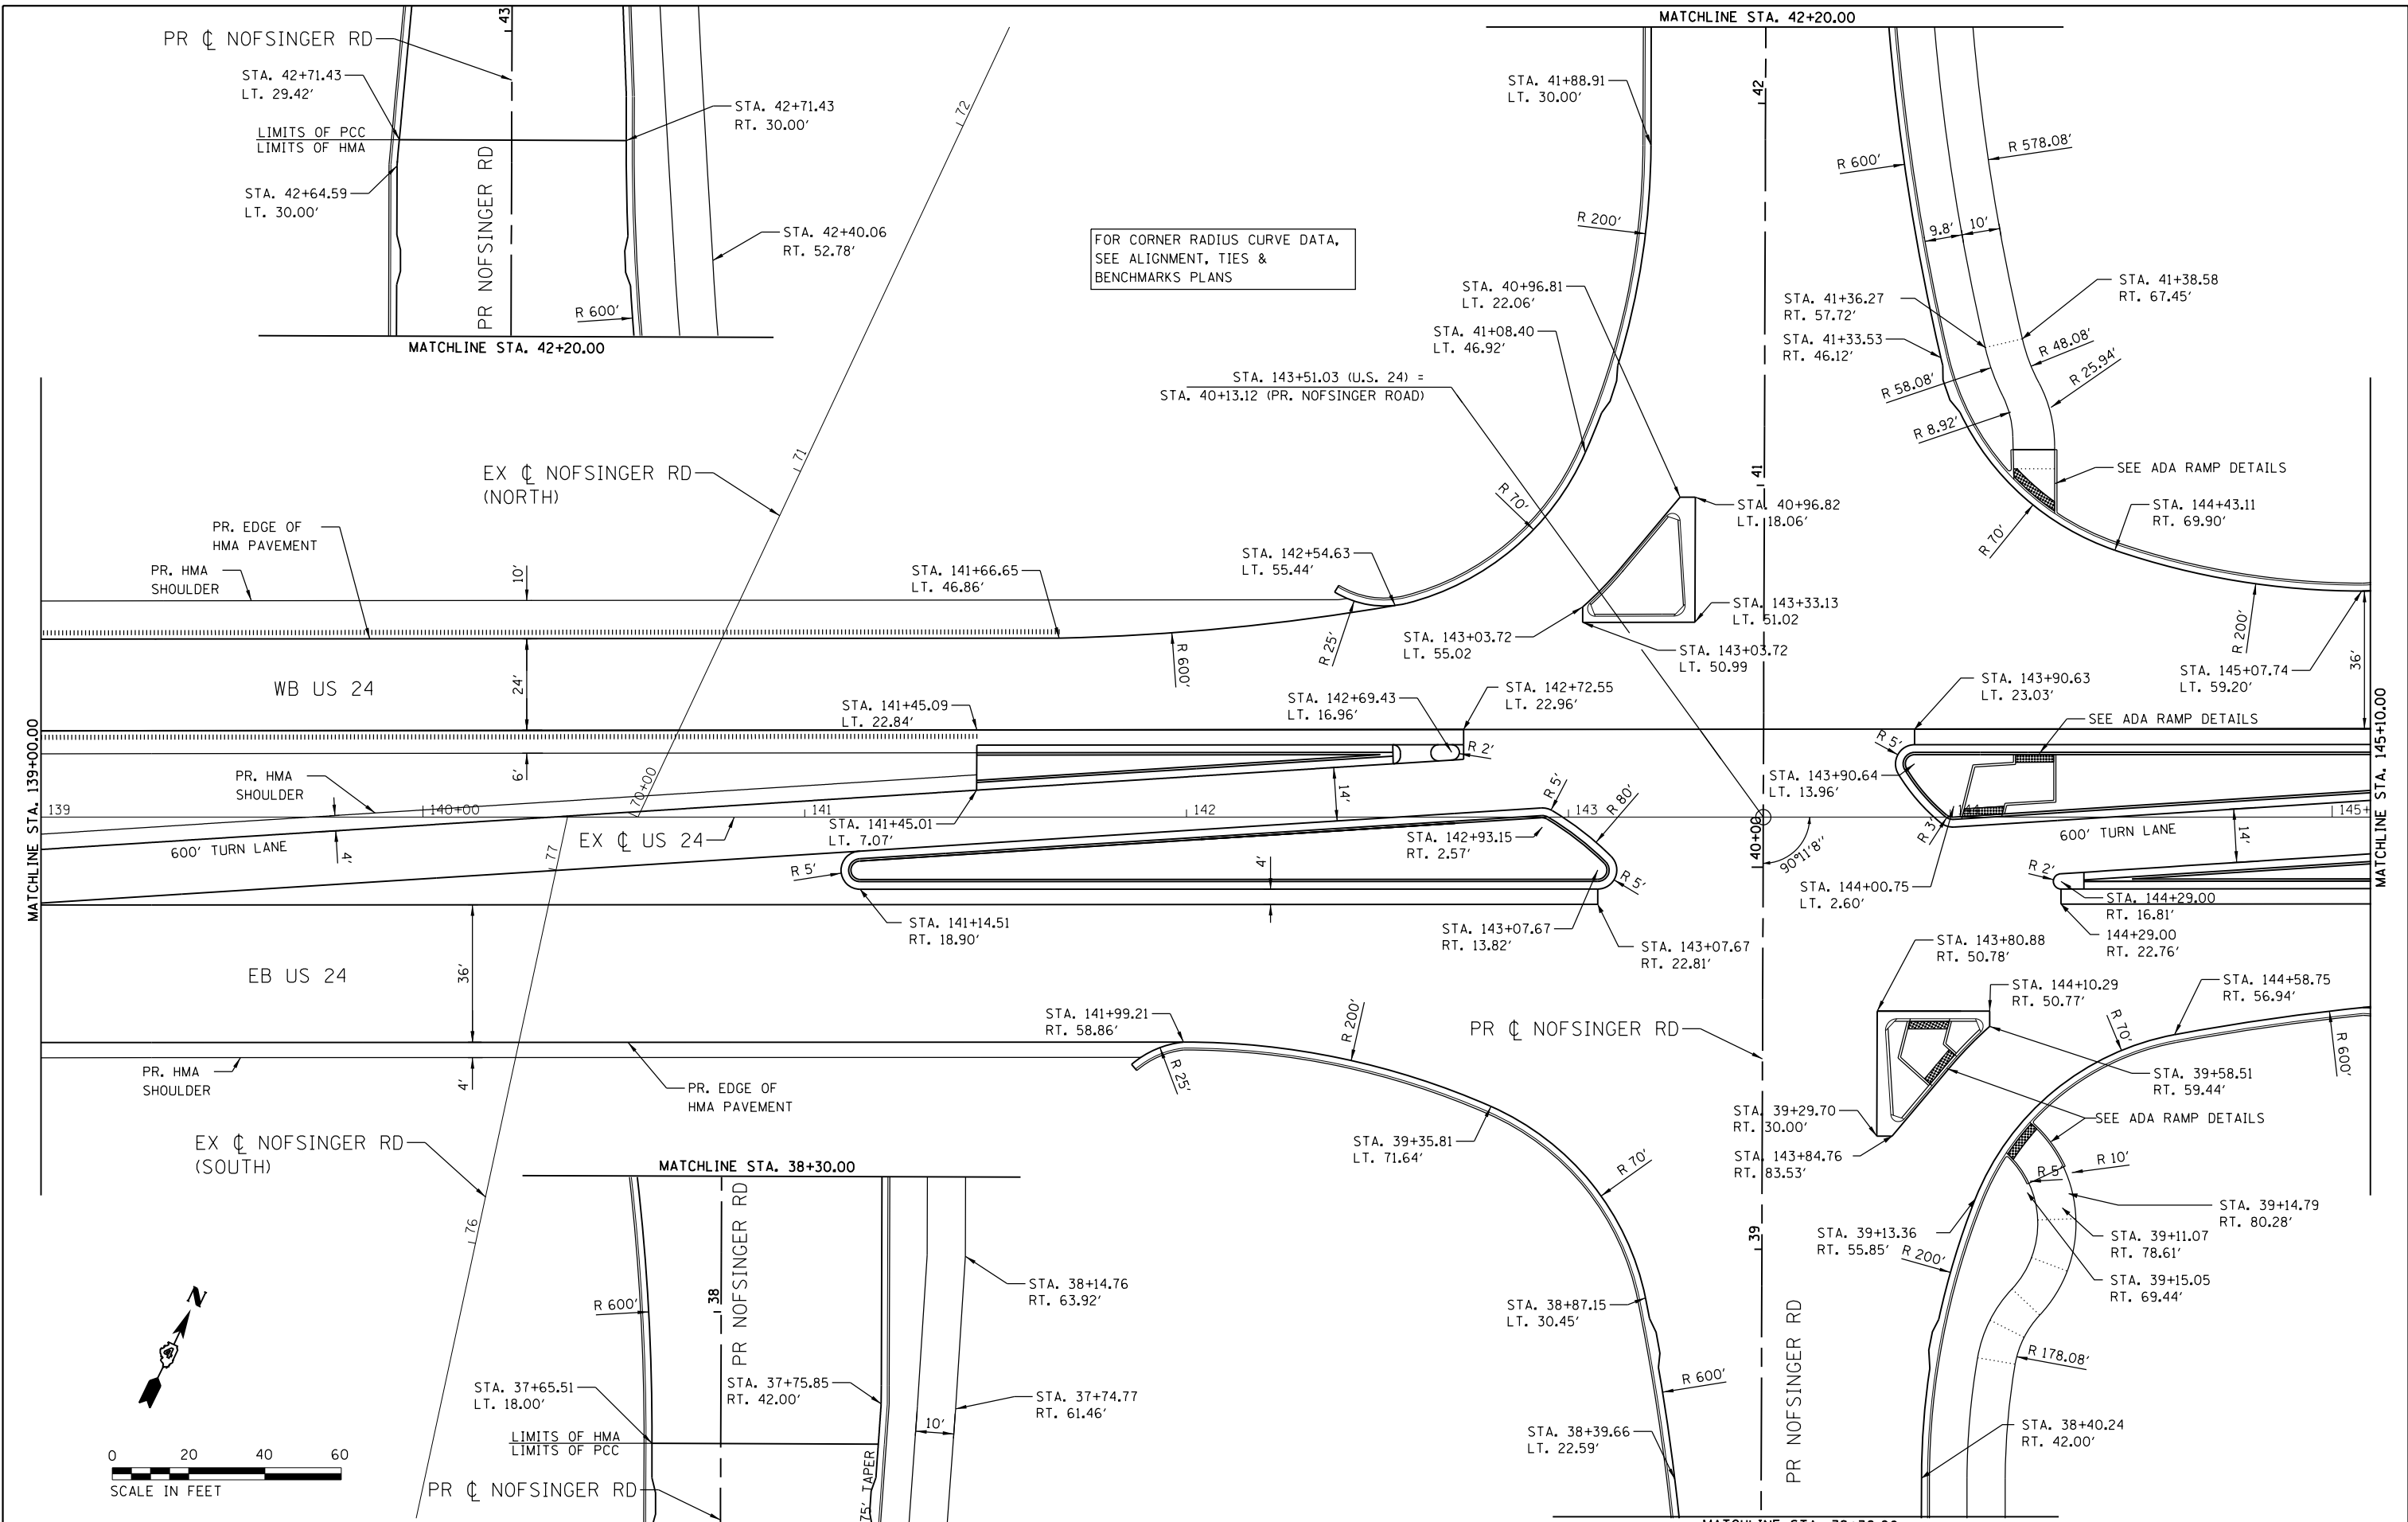 MATCHLINE STA. 42+20.00
43
PR ℄ NOFSINGER RD
STA. 42+71.43
LT. 29.42'
STA. 42+71.43
RT. 30.00'
LIMITS OF PCC
LIMITS OF HMA
PR NOFSINGER RD
STA. 42+64.59
LT. 30.00'
STA. 42+40.06
RT. 52.78'
R 600'
MATCHLINE STA. 42+20.00
72
71
70+00
FOR CORNER RADIUS CURVE DATA,
SEE ALIGNMENT, TIES &
BENCHMARKS PLANS
STA. 41+88.91
LT. 30.00'
42
R 200'
R 600'
R 578.08'
9.8'
10'
STA. 40+96.81
LT. 22.06'
STA. 41+08.40
LT. 46.92'
STA. 41+36.27
RT. 57.72'
STA. 41+38.58
RT. 67.45'
STA. 41+33.53
RT. 46.12'
R 48.08'
R 25.94'
R 58.08'
R 8.92'
STA. 143+51.03 (U.S. 24) =
STA. 40+13.12 (PR. NOFSINGER ROAD)
EX ℄ NOFSINGER RD
(NORTH)
41
SEE ADA RAMP DETAILS
R 70'
STA. 40+96.82
LT. 18.06'
STA. 144+43.11
RT. 69.90'
R 70'
PR. EDGE OF
HMA PAVEMENT
PR. HMA
SHOULDER
10'
STA. 141+66.65
LT. 46.86'
STA. 142+54.63
LT. 55.44'
STA. 143+33.13
LT. 51.02
STA. 143+03.72
LT. 55.02
STA. 143+03.72
LT. 50.99
R 25'
R 600'
R 200'
STA. 145+07.74
LT. 59.20'
36'
WB US 24
24'
STA. 141+45.09
LT. 22.84'
STA. 142+69.43
LT. 16.96'
STA. 142+72.55
LT. 22.96'
STA. 143+90.63
LT. 23.03'
SEE ADA RAMP DETAILS
MATCHLINE STA. 139+00.00
MATCHLINE STA. 145+10.00
R 2'
R 5'
6'
PR. HMA
SHOULDER
14'
R 5'
R 80'
STA. 143+90.64
LT. 13.96'
139
140+00
141
142
143
144
145+
STA. 141+45.01
LT. 7.07'
EX ℄ US 24
600' TURN LANE
4'
77
STA. 142+93.15
RT. 2.57'
40+00
90°11'8"
R 3'
600' TURN LANE
14'
R 5'
4'
R 5'
R 2'
STA. 144+00.75
LT. 2.60'
STA. 144+29.00
RT. 16.81'
144+29.00
RT. 22.76'
STA. 141+14.51
RT. 18.90'
STA. 143+07.67
RT. 13.82'
STA. 143+07.67
RT. 22.81'
STA. 143+80.88
RT. 50.78'
EB US 24
36'
STA. 144+10.29
RT. 50.77'
STA. 144+58.75
RT. 56.94'
STA. 141+99.21
RT. 58.86'
R 200'
PR ℄ NOFSINGER RD
R 70'
R 600'
PR. HMA
SHOULDER
4'
PR. EDGE OF
HMA PAVEMENT
R 25'
STA. 39+58.51
RT. 59.44'
STA. 39+29.70
RT. 30.00'
SEE ADA RAMP DETAILS
STA. 39+35.81
LT. 71.64'
STA. 143+84.76
RT. 83.53'
EX ℄ NOFSINGER RD
(SOUTH)
MATCHLINE STA. 38+30.00
R 70'
R 5'
R 10'
76
STA. 39+14.79
RT. 80.28'
39
STA. 39+13.36
RT. 55.85'
R 200'
STA. 39+11.07
RT. 78.61'
STA. 39+15.05
RT. 69.44'
N
R 600'
38
PR NOFSINGER RD
STA. 38+14.76
RT. 63.92'
STA. 38+87.15
LT. 30.45'
PR NOFSINGER RD
R 178.08'
R 600'
STA. 37+65.51
LT. 18.00'
STA. 37+75.85
RT. 42.00'
STA. 37+74.77
RT. 61.46'
10'
LIMITS OF HMA
LIMITS OF PCC
STA. 38+39.66
LT. 22.59'
STA. 38+40.24
RT. 42.00'
0 20 40 60
SCALE IN FEET
PR ℄ NOFSINGER RD
75' TAPER